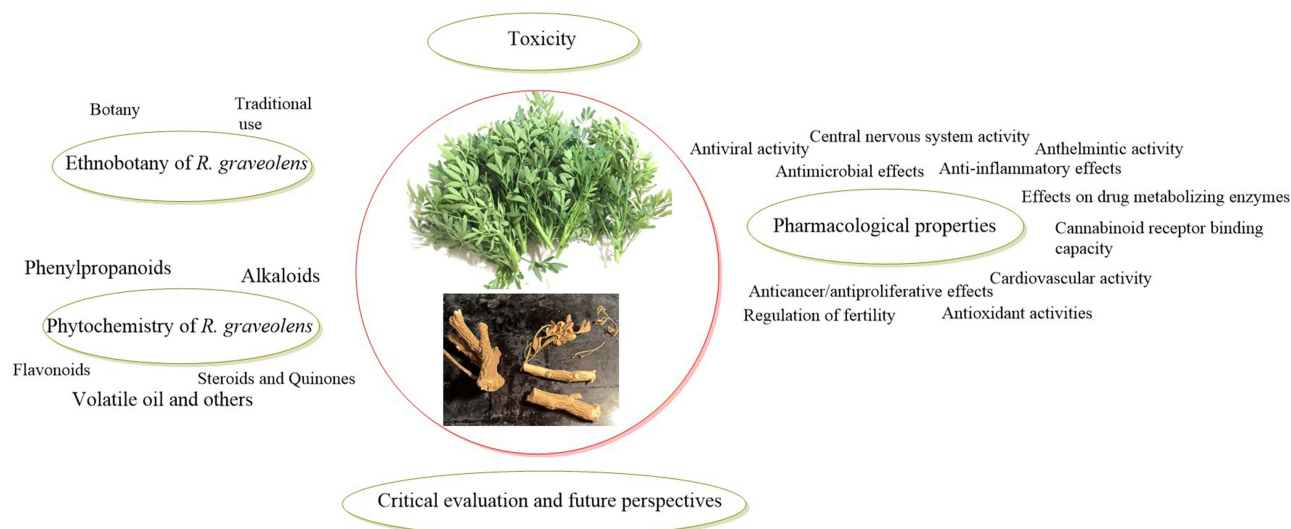 Toxicity
Botany
Traditional
use
Ethnobotany of R. graveolens
Phenylpropanoids
Alkaloids
Phytochemistry of R. graveolens
Flavonoids
Steroids and Quinones
Volatile oil and others
Central nervous system activity
Antiviral activity
Anthelmintic activity
Antimicrobial effects
Anti-inflammatory effects
Effects on drug metabolizing enzymes
Pharmacological properties
Cannabinoid receptor binding
capacity
Cardiovascular activity
Anticancer/antiproliferative effects
Regulation of fertility
Antioxidant activities
Critical evaluation and future perspectives